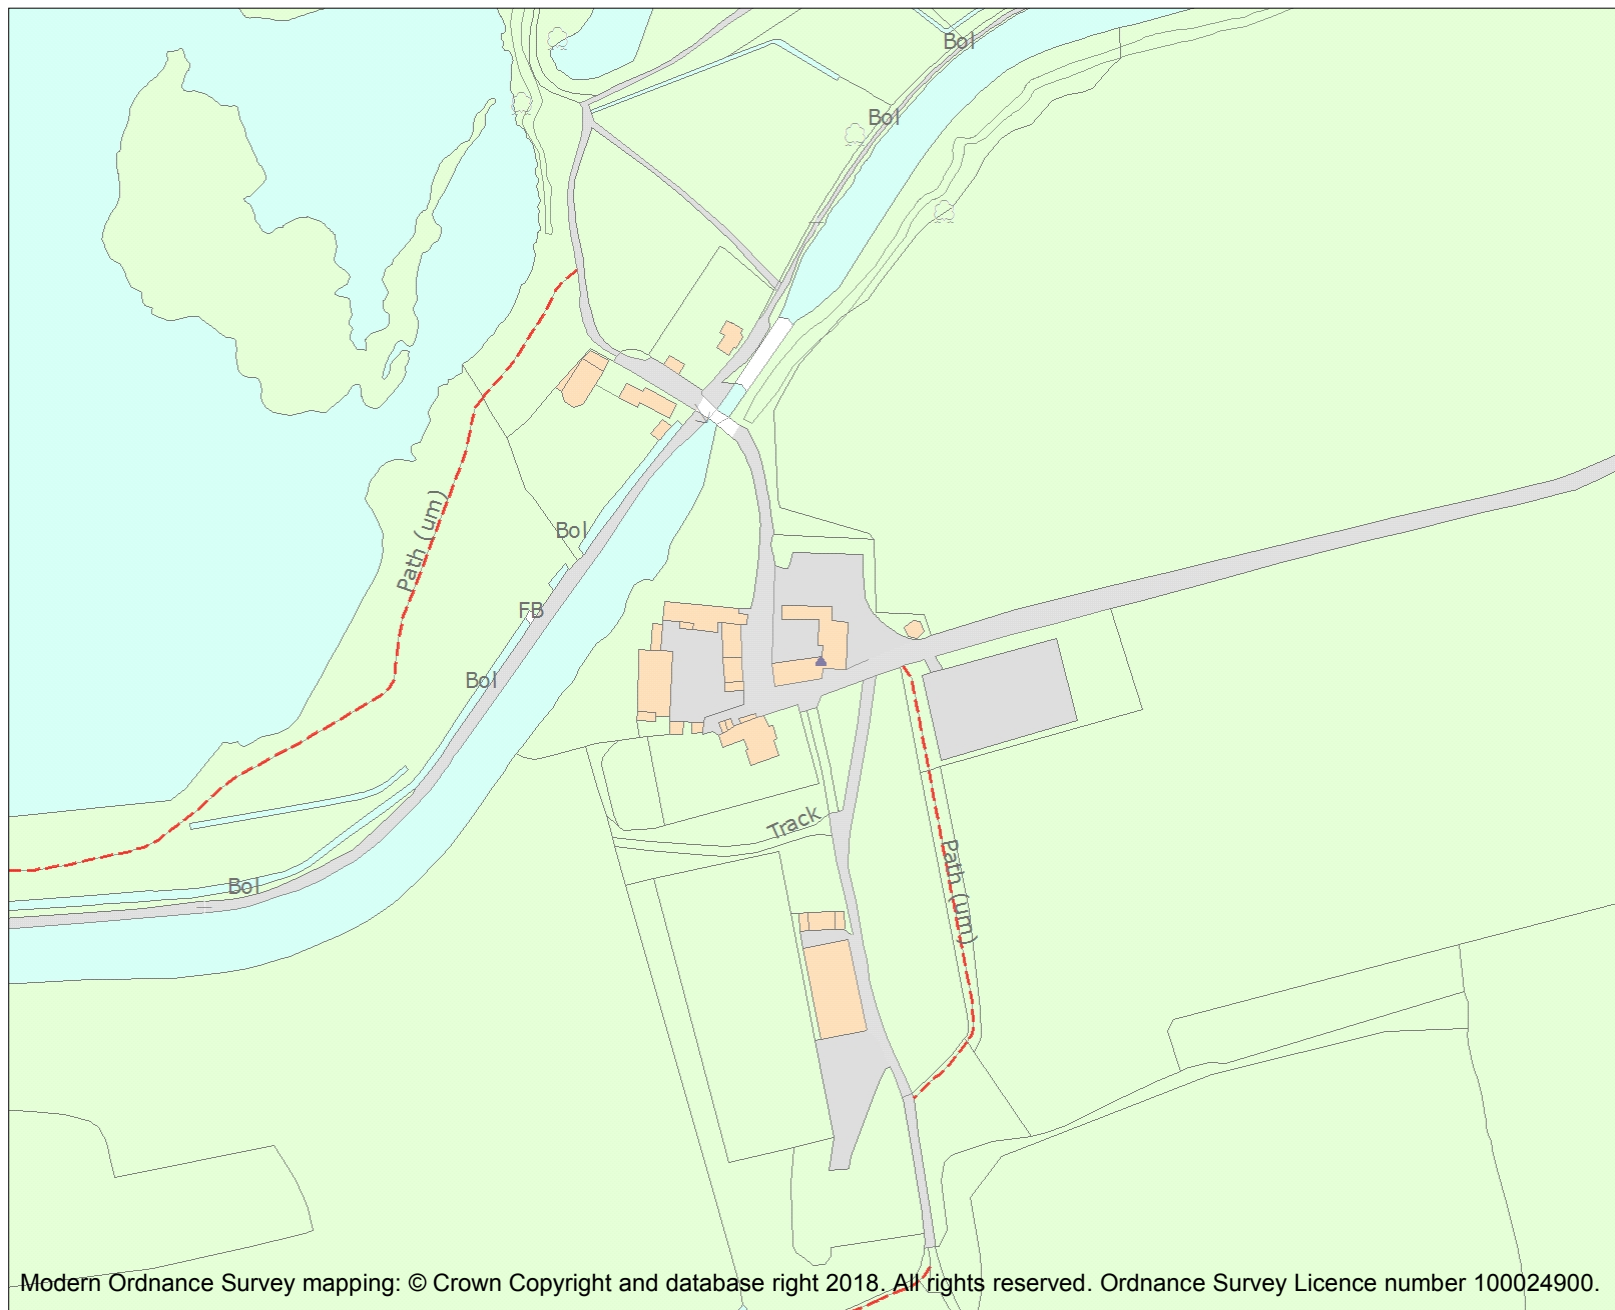 Bol
Bol
Path (um)
Bol
FB
Bol
Track
Path (um)
Bol
Modern Ordnance Survey mapping: © Crown Copyright and database right 2018. All rights reserved. Ordnance Survey Licence number 100024900.